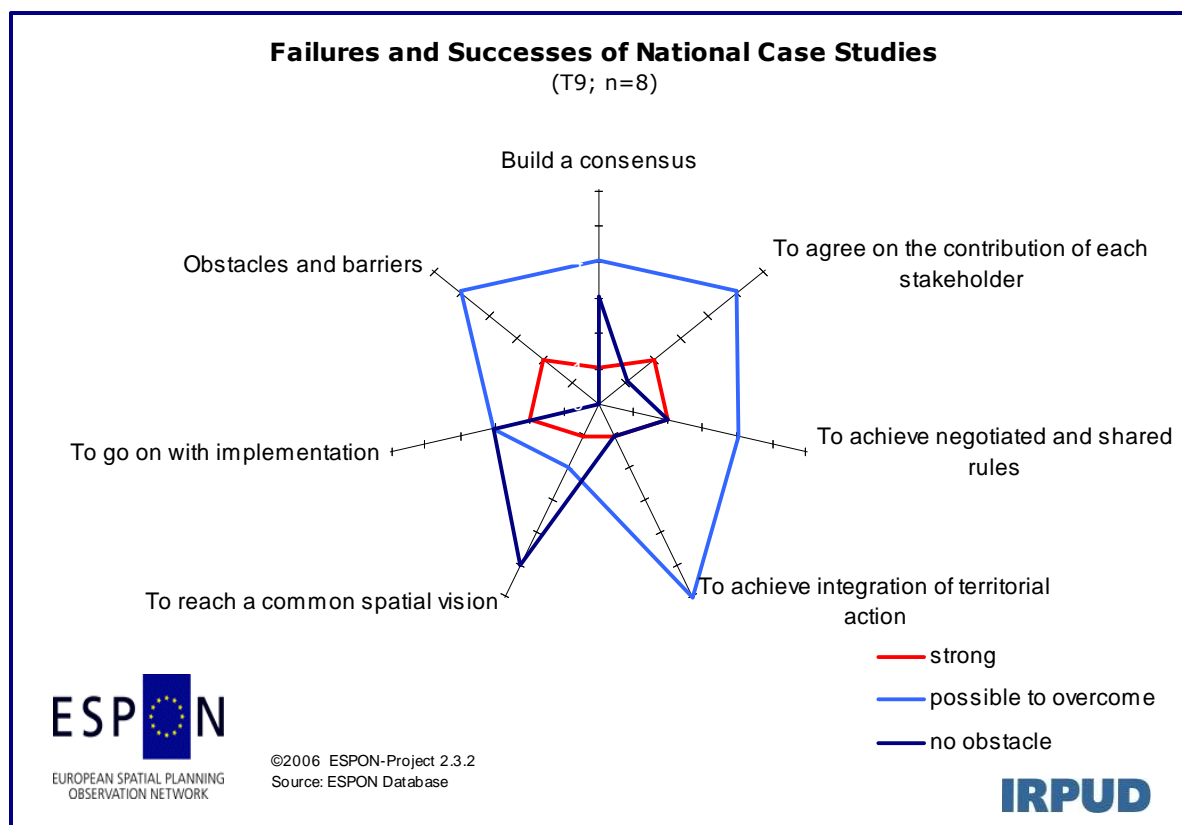 Failures and Successes of National Case Studies
(T9; n=8)
Build a consensus
To agree on the contribution of each
stakeholder
Obstacles and barriers
To achieve negotiated and shared
rules
To go on with implementation
To achieve integration of territorial
action
To reach a common spatial vision
strong
possible to overcome
no obstacle
ESPON
EUROPEAN SPATIAL PLANNING
OBSERVATION NETWORK
©2006 ESPON-Project 2.3.2
Source: ESPON Database
IRPUD